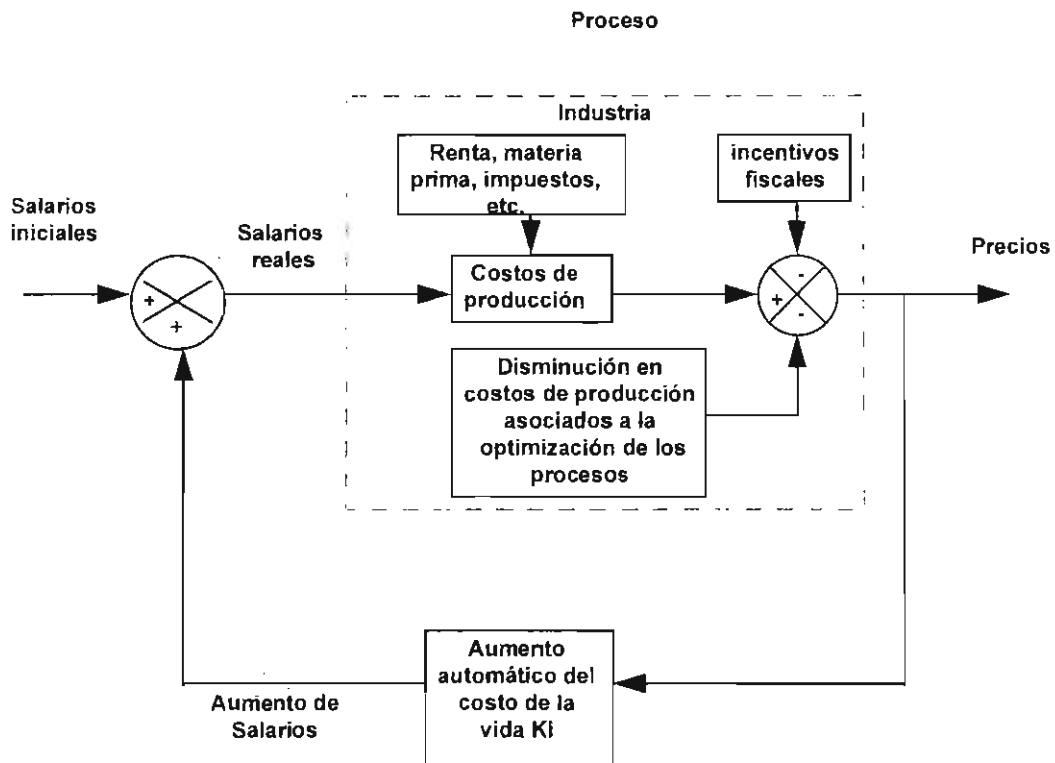 Proceso
Industria
Renta, materia
prima, impuestos,
etc.
incentivos
fiscales
Salarios
iniciales
Salarios
reales
Precios
+
+
Costos de
producción
-
+
-
Disminución en
costos de producción
asociados a la
optimización de los
procesos
Aumento
automático del
costo de la
vida KI
Aumento de
Salarios